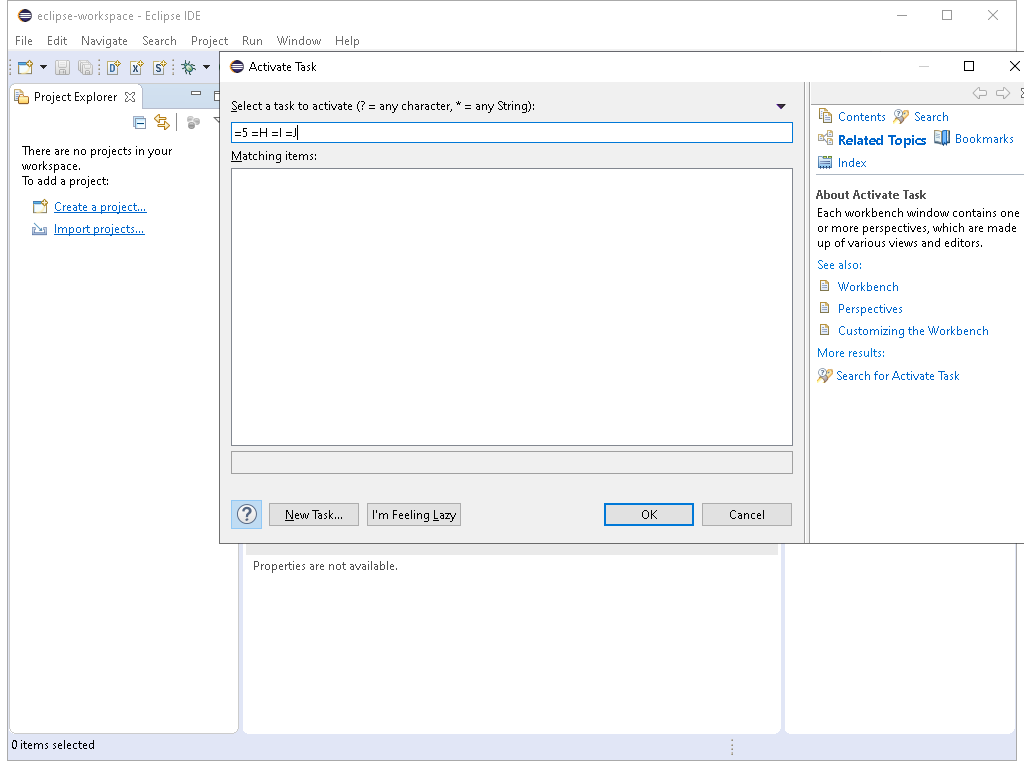 eclipse-workspace - Eclipse IDE
File Edit Navigate Search Project Run Window Help
Project Explorer
There are no projects in your
workspace.
To add a project:
Create a project...
Import projects...
Activate Task
Select a task to activate (? = any character, * = any String):
=5 =H =I =J
Matching items:
? New Task... I'm Feeling Lazy OK Cancel
Contents Search
Related Topics Bookmarks
Index
About Activate Task
Each workbench window contains one
or more perspectives, which are made
up of various views and editors.
See also:
Workbench
Perspectives
Customizing the Workbench
More results:
Search for Activate Task
Properties are not available.
0 items selected